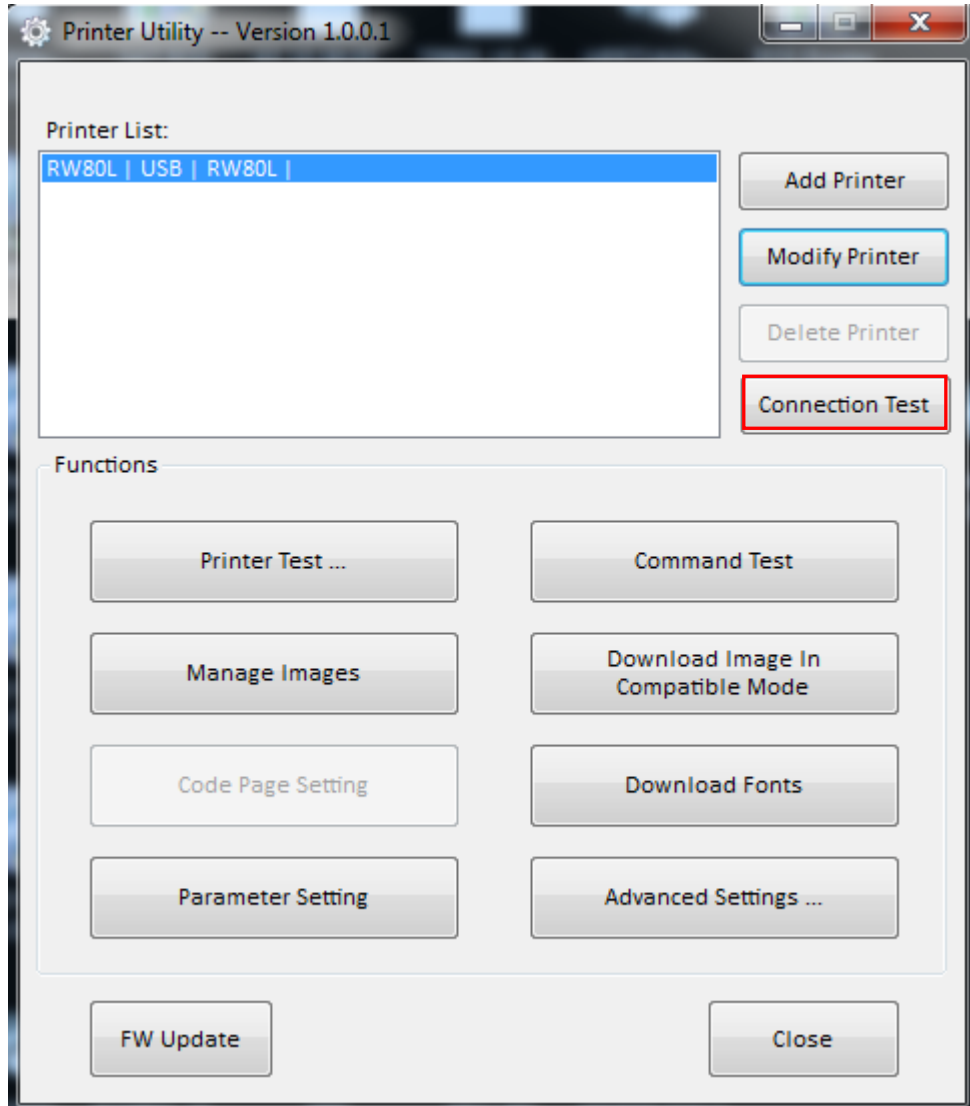 Printer Utility -- Version 1.0.0.1
Printer List:
RW80L | USB | RW80L |
Add Printer
Modify Printer
Delete Printer
Connection Test
Functions
Printer Test ...
Command Test
Manage Images
Download Image In
Compatible Mode
Code Page Setting
Download Fonts
Parameter Setting
Advanced Settings ...
FW Update
Close